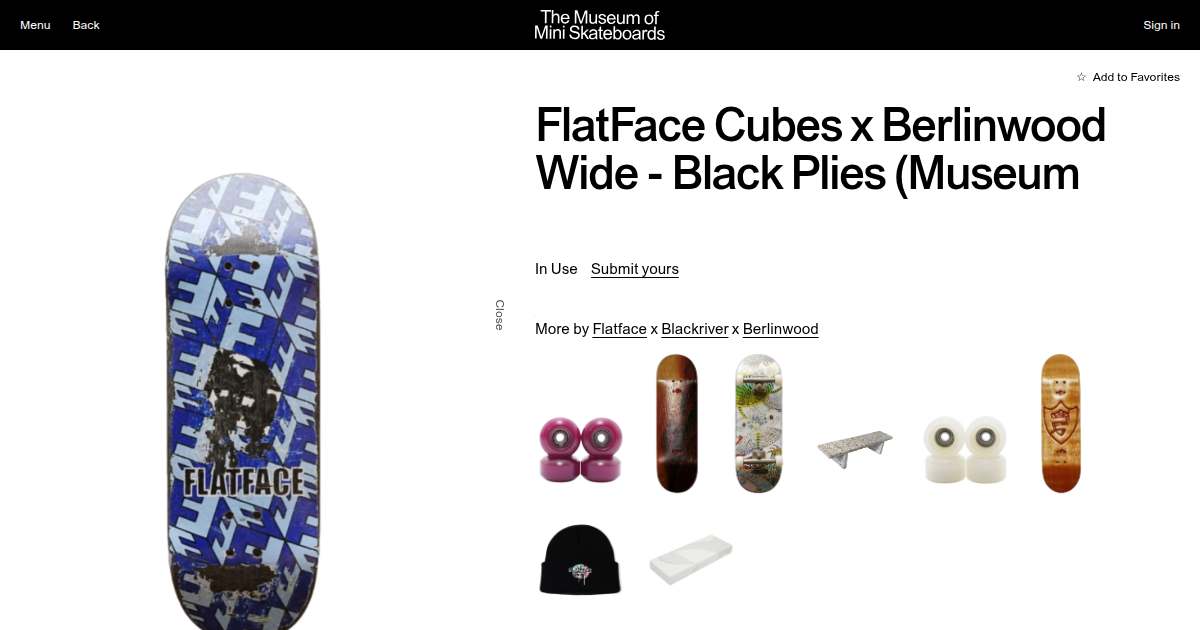 Menu
Back
The Museum of
Mini Skateboards
Sign in
☆ Add to Favorites
FlatFace Cubes x Berlinwood
Wide - Black Plies (Museum
In Use
Submit yours
Close
More by Flatface x Blackriver x Berlinwood
FLATFACE